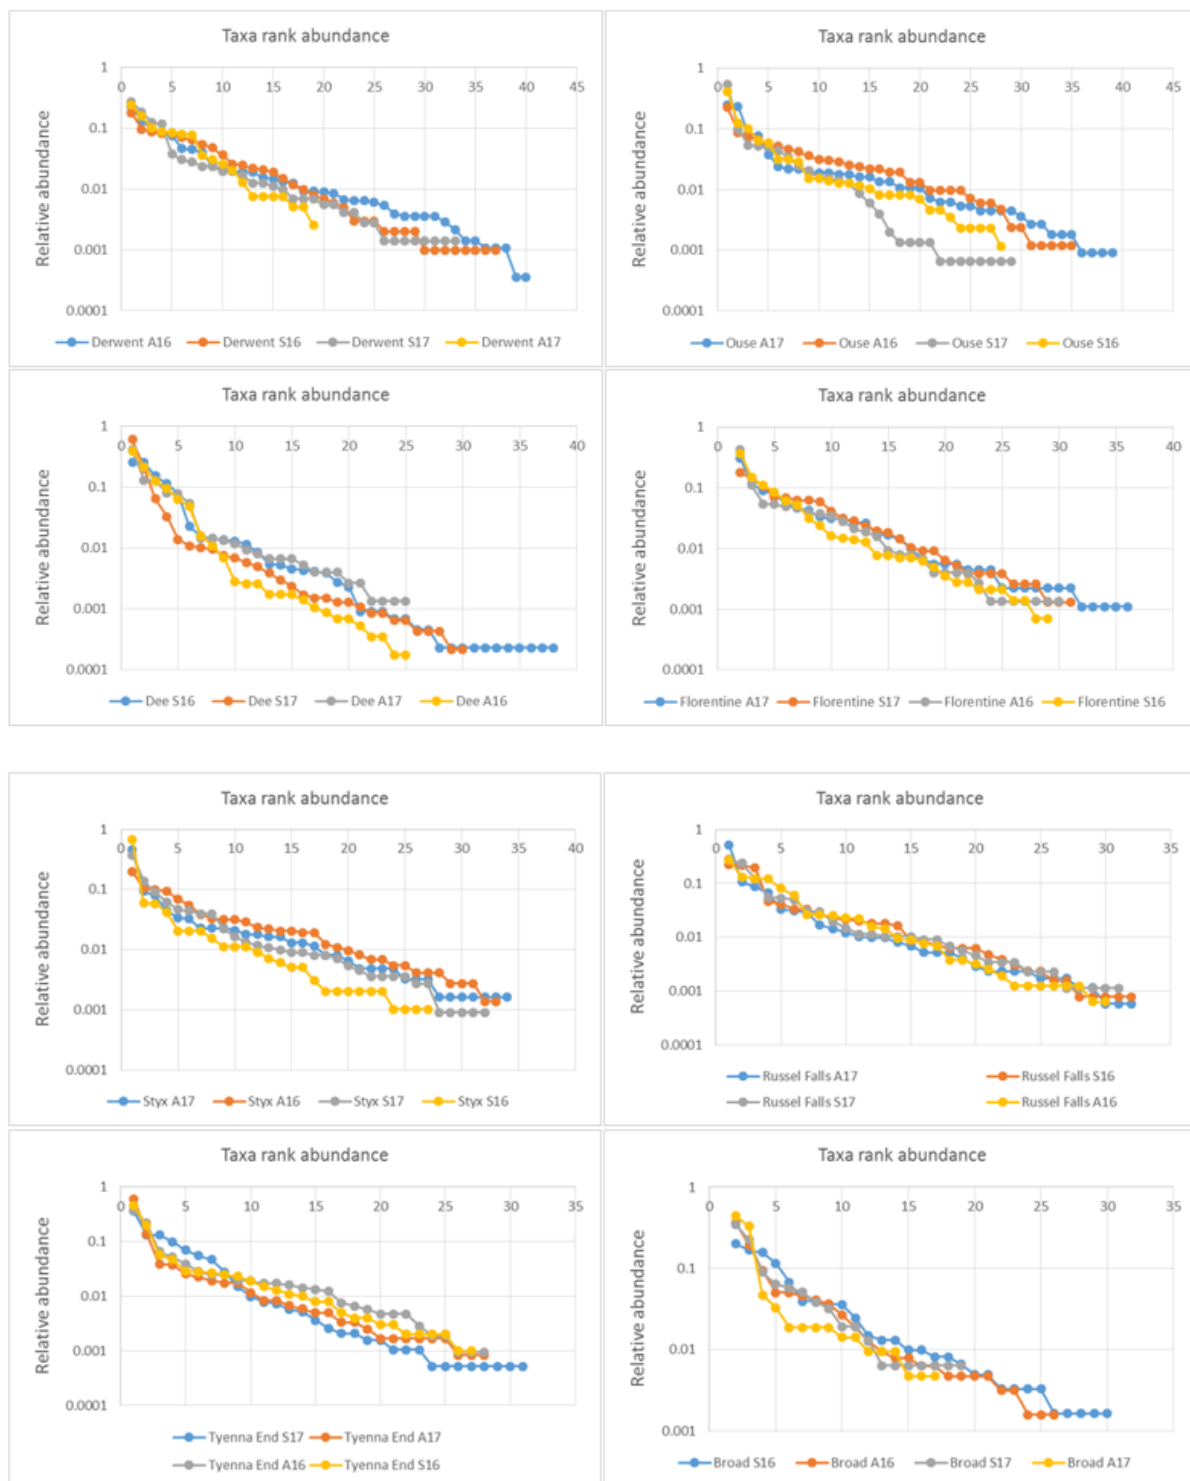 Taxa rank abundance
1
0 5 10 15 20 25 30 35 40 45
0.1
0.01
0.001
0.0001
Relative abundance
Derwent A16 Derwent S16 Derwent S17 Derwent A17
Taxa rank abundance
1
0 5 10 15 20 25 30 35 40 45
0.1
0.01
0.001
0.0001
Relative abundance
Ouse A17 Ouse A16 Ouse S17 Ouse S16
Taxa rank abundance
1
0 5 10 15 20 25 30 35 40
0.1
0.01
0.001
0.0001
Relative abundance
Dee S16 Dee S17 Dee A17 Dee A16
Taxa rank abundance
1
0 5 10 15 20 25 30 35 40
0.1
0.01
0.001
0.0001
Relative abundance
Florentine A17 Florentine S17 Florentine A16 Florentine S16
Taxa rank abundance
1
0 5 10 15 20 25 30 35 40
0.1
0.01
0.001
0.0001
Relative abundance
Styx A17 Styx A16 Styx S17 Styx S16
Taxa rank abundance
1
0 5 10 15 20 25 30 35
0.1
0.01
0.001
0.0001
Relative abundance
Russel Falls A17 Russel Falls S16
Russel Falls S17 Russel Falls A16
Taxa rank abundance
1
0 5 10 15 20 25 30 35
0.1
0.01
0.001
0.0001
Relative abundance
Tyenna End S17 Tyenna End A17
Tyenna End A16 Tyenna End S16
Taxa rank abundance
1
0 5 10 15 20 25 30 35
0.1
0.01
0.001
Relative abundance
Broad S16 Broad A16 Broad S17 Broad A17